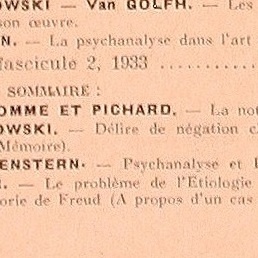 OWSKI — Van GOLFH. — Les
son œuvre.
N. — La psychanalyse dans l'art
fascicule 2, 1933 ............
SOMMAIRE :
OMME ET PICHARD. — La not
OWSKI. — Délire de négation c
Mémoire).
ENSTERN. — Psychanalyse et
. — Le problème de l'Etiologie
orie de Freud (A propos d'un cas